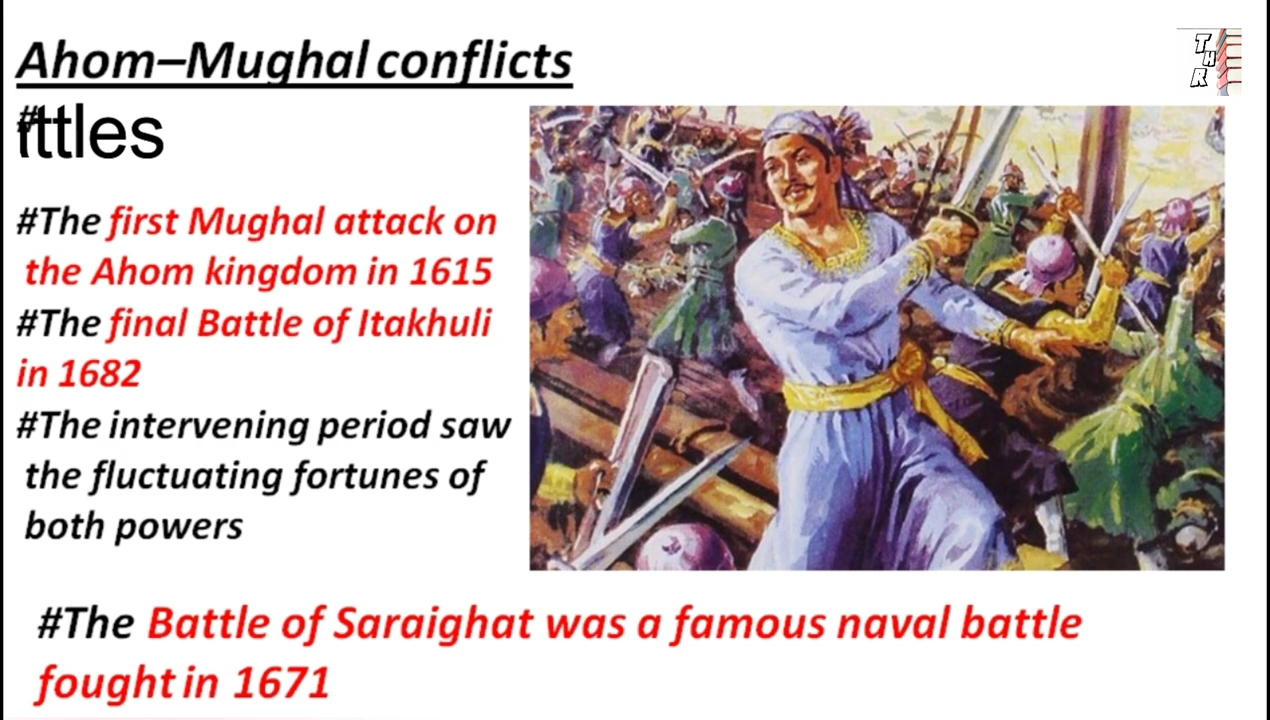 Ahom–Mughal conflicts
THR
#The first Mughal attack on
the Ahom kingdom in 1615
#The final Battle of Itakhuli
in 1682
#The intervening period saw
the fluctuating fortunes of
both powers
#The Battle of Saraighat was a famous naval battle
fought in 1671